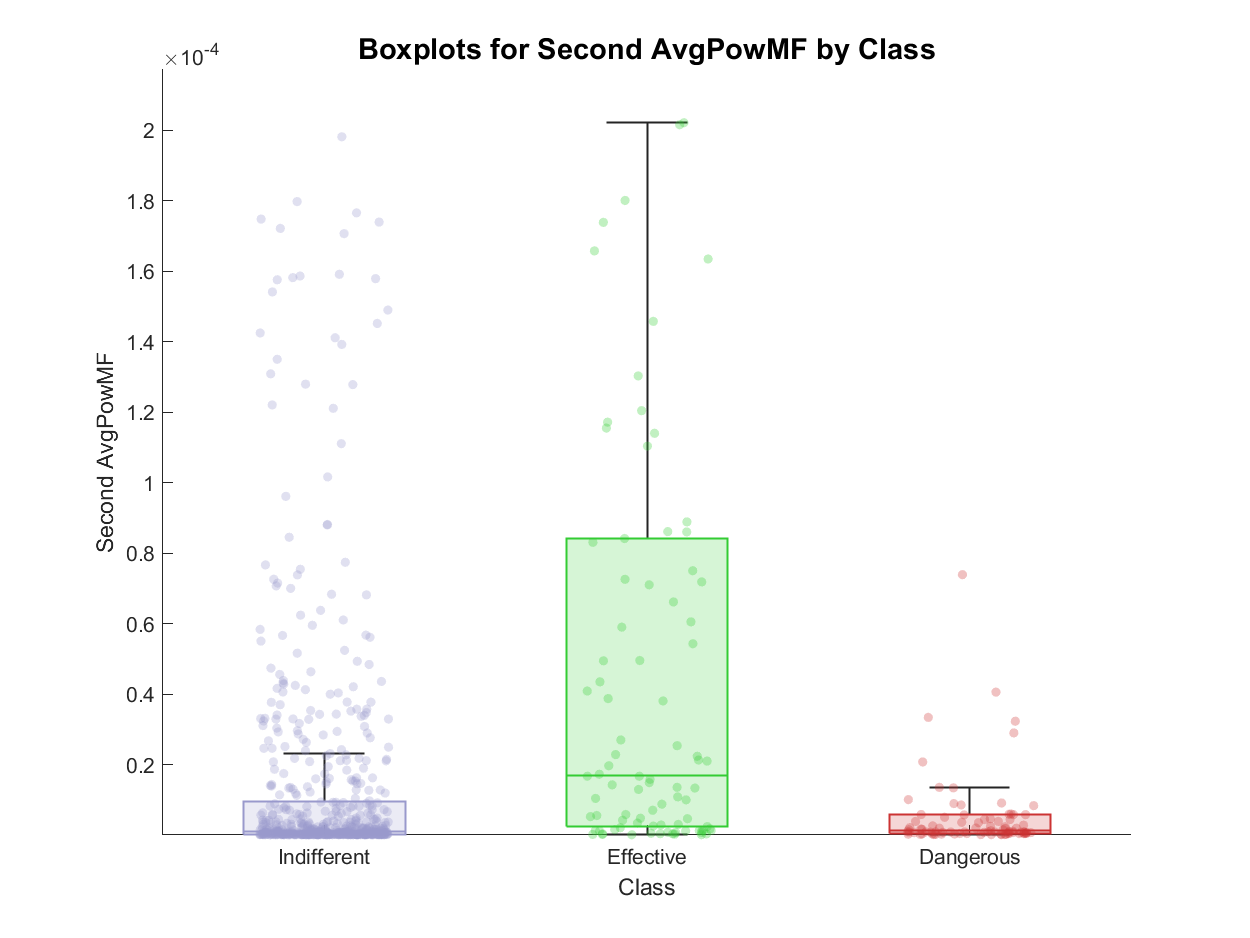 Boxplots for Second AvgPowMF by Class
×10-4
2
1.8
1.6
1.4
1.2
1
0.8
0.6
0.4
0.2
Second AvgPowMF
Indifferent Effective Dangerous
Class